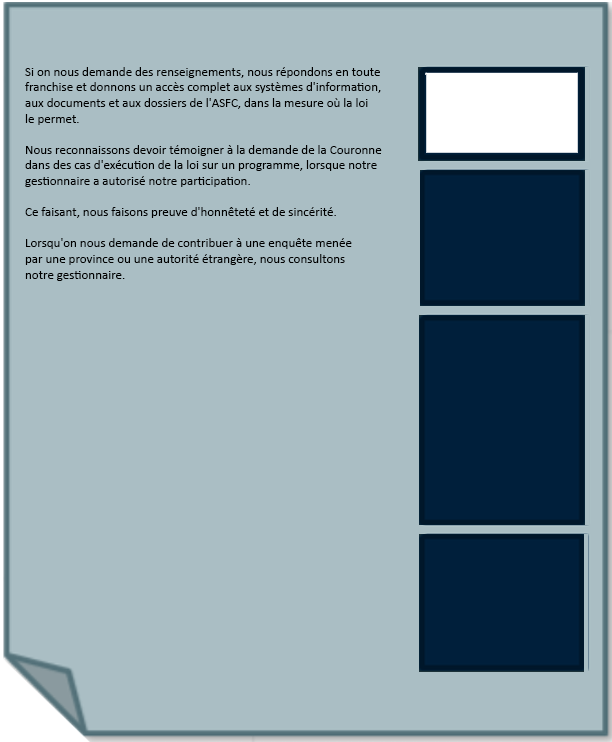 Si on nous demande des renseignements, nous répondons en toute
franchise et donnons un accès complet aux systèmes d'information,
aux documents et aux dossiers de l'ASFC, dans la mesure où la loi
le permet.
Nous reconnaissons devoir témoigner à la demande de la Couronne
dans des cas d'exécution de la loi sur un programme, lorsque notre
gestionnaire a autorisé notre participation.
Ce faisant, nous faisons preuve d'honnêteté et de sincérité.
Lorsqu'on nous demande de contribuer à une enquête menée
par une province ou une autorité étrangère, nous consultons
notre gestionnaire.